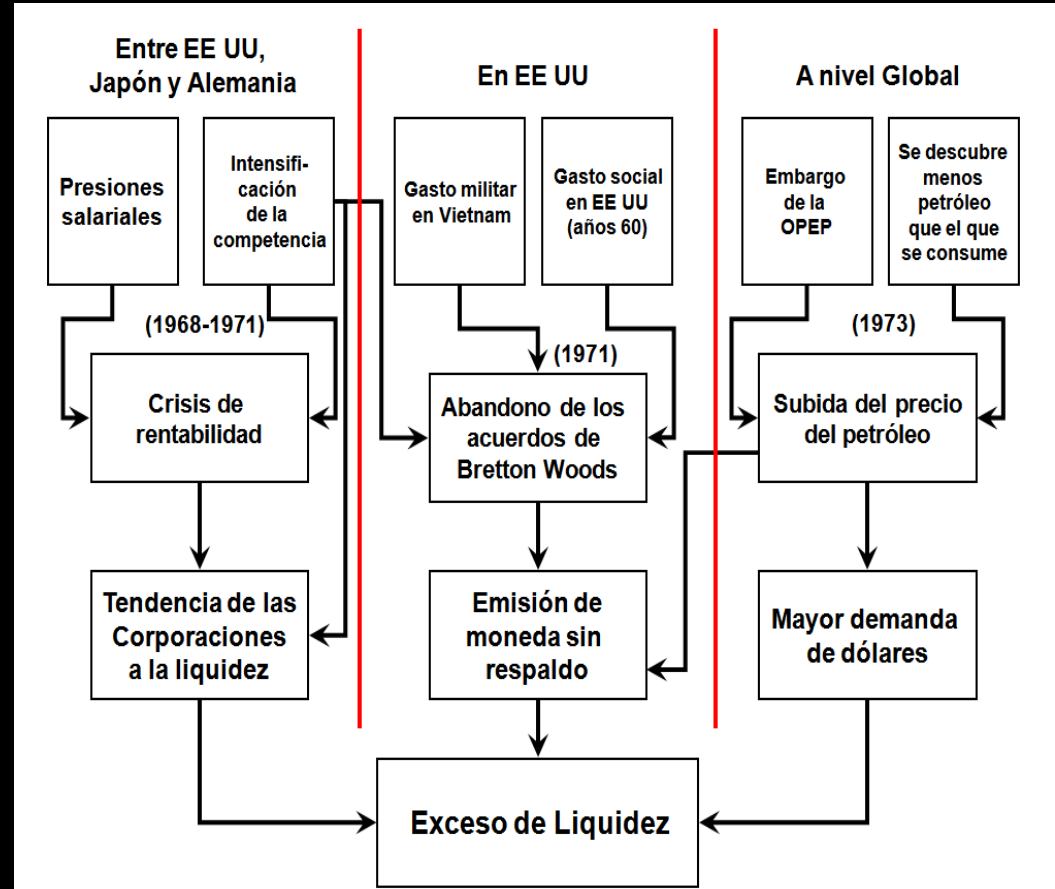 Entre EE UU,
Japón y Alemania
En EE UU
A nivel Global
Presiones
salariales
Intensifi-
cación
de la
competencia
Gasto militar
en Vietnam
Gasto social
en EE UU
(años 60)
Embargo
de la
OPEP
Se descubre
menos
petróleo
que el que
se consume
(1968-1971)
(1971)
(1973)
Crisis de
rentabilidad
Abandono de los
acuerdos de
Bretton Woods
Subida del precio
del petróleo
Tendencia de las
Corporaciones
a la liquidez
Emisión de
moneda sin
respaldo
Mayor demanda
de dólares
Exceso de Liquidez